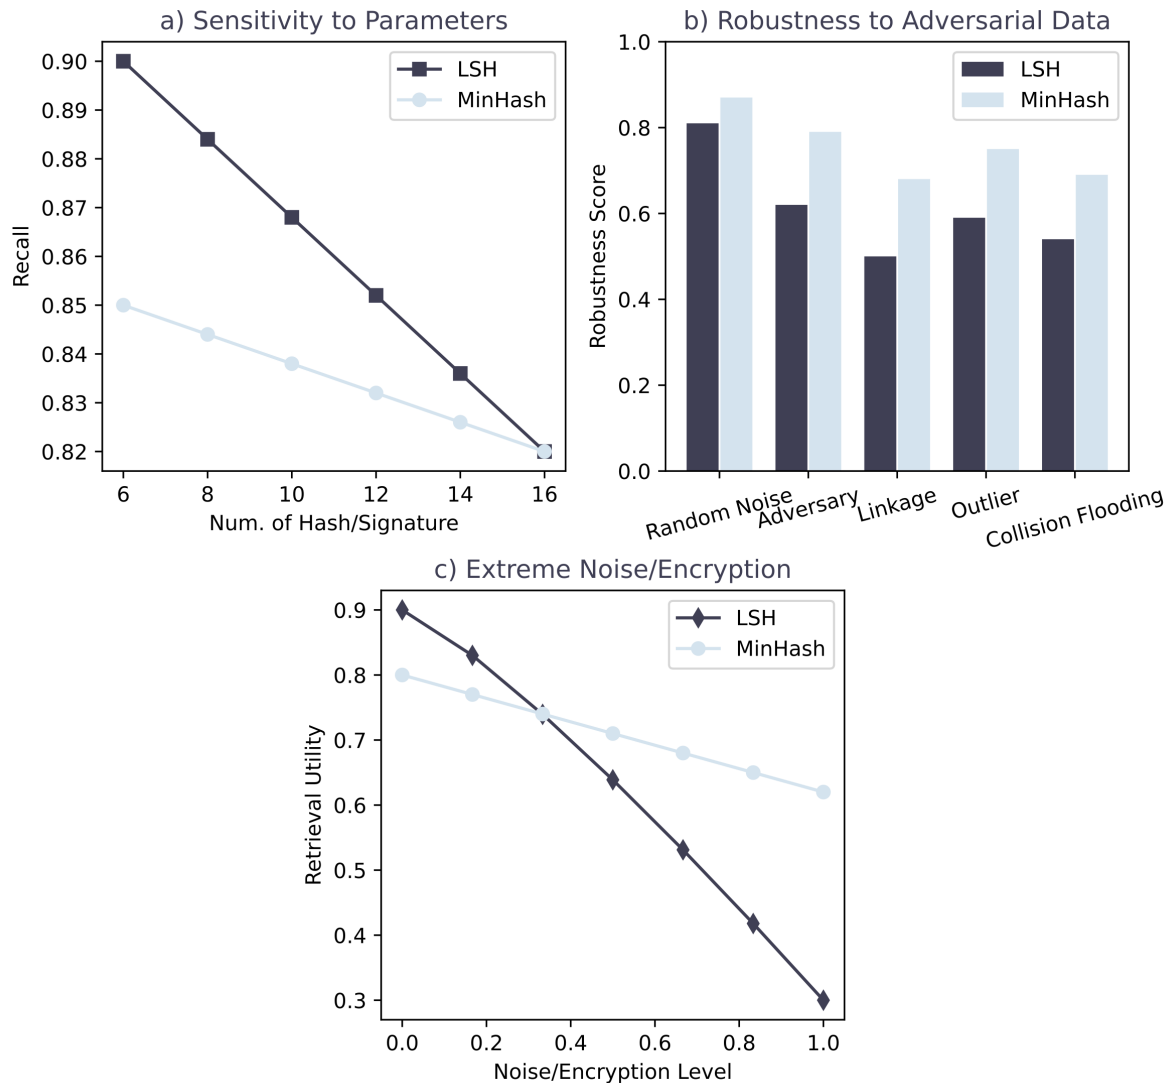 a) Sensitivity to Parameters
LSH
MinHash
0.90
0.89
0.88
0.87
0.86
0.85
0.84
0.83
0.82
Recall
6 8 10 12 14 16
Num. of Hash/Signature
b) Robustness to Adversarial Data
LSH
MinHash
1.0
0.8
0.6
0.4
0.2
0.0
Robustness Score
Random Noise
Adversary
Linkage
Outlier
Collision Flooding
c) Extreme Noise/Encryption
LSH
MinHash
0.9
0.8
0.7
0.6
0.5
0.4
0.3
Retrieval Utility
0.0 0.2 0.4 0.6 0.8 1.0
Noise/Encryption Level